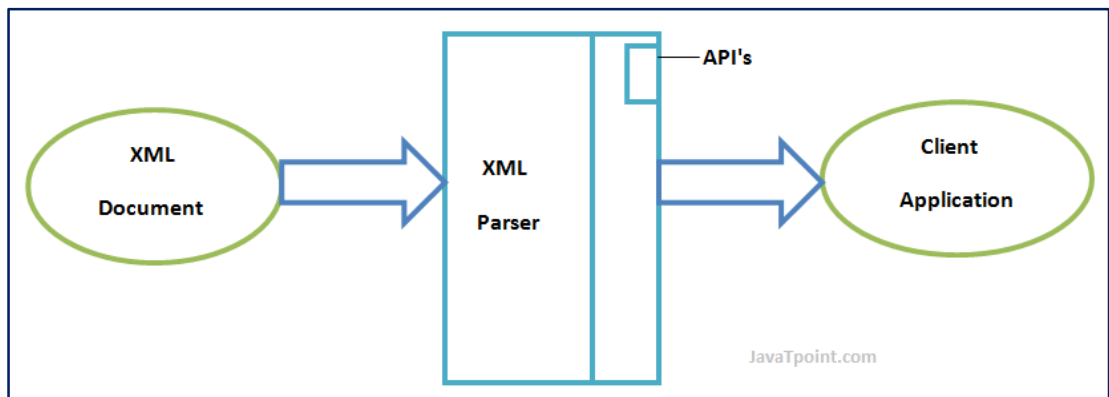 XML
Document
XML
Parser
API's
Client
Application
JavaTpoint.com